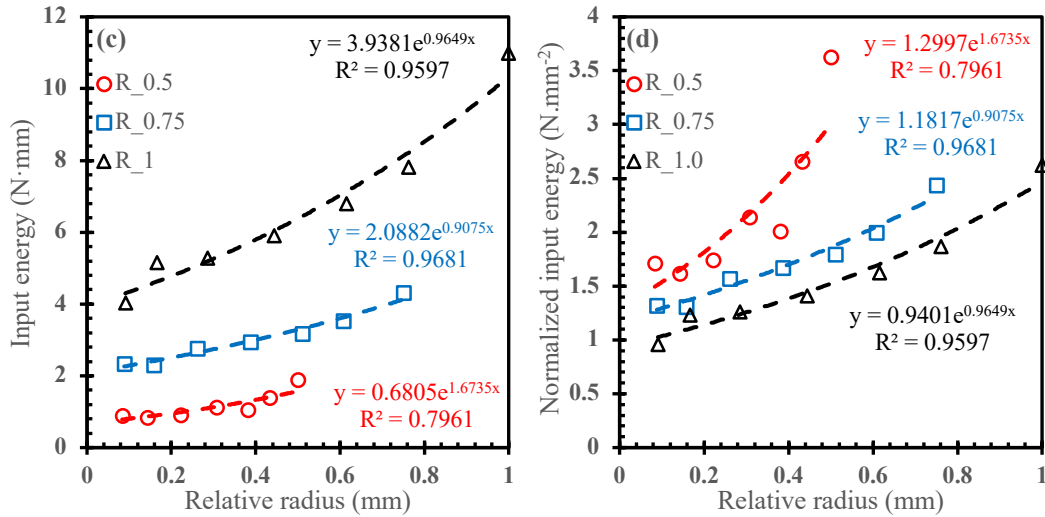 (c)
Input energy (N·mm)
12
10
8
6
4
2
0
R_0.5
R_0.75
R_1
y = 3.9381e^0.9649x
R² = 0.9597
y = 2.0882e^0.9075x
R² = 0.9681
y = 0.6805e^1.6735x
R² = 0.7961
0 0.2 0.4 0.6 0.8 1
Relative radius (mm)
(d)
Normalized input energy (N.mm⁻²)
4
3.5
3
2.5
2
1.5
1
0.5
0
R_0.5
R_0.75
R_1.0
y = 1.2997e^1.6735x
R² = 0.7961
y = 1.1817e^0.9075x
R² = 0.9681
y = 0.9401e^0.9649x
R² = 0.9597
0 0.2 0.4 0.6 0.8 1
Relative radius (mm)